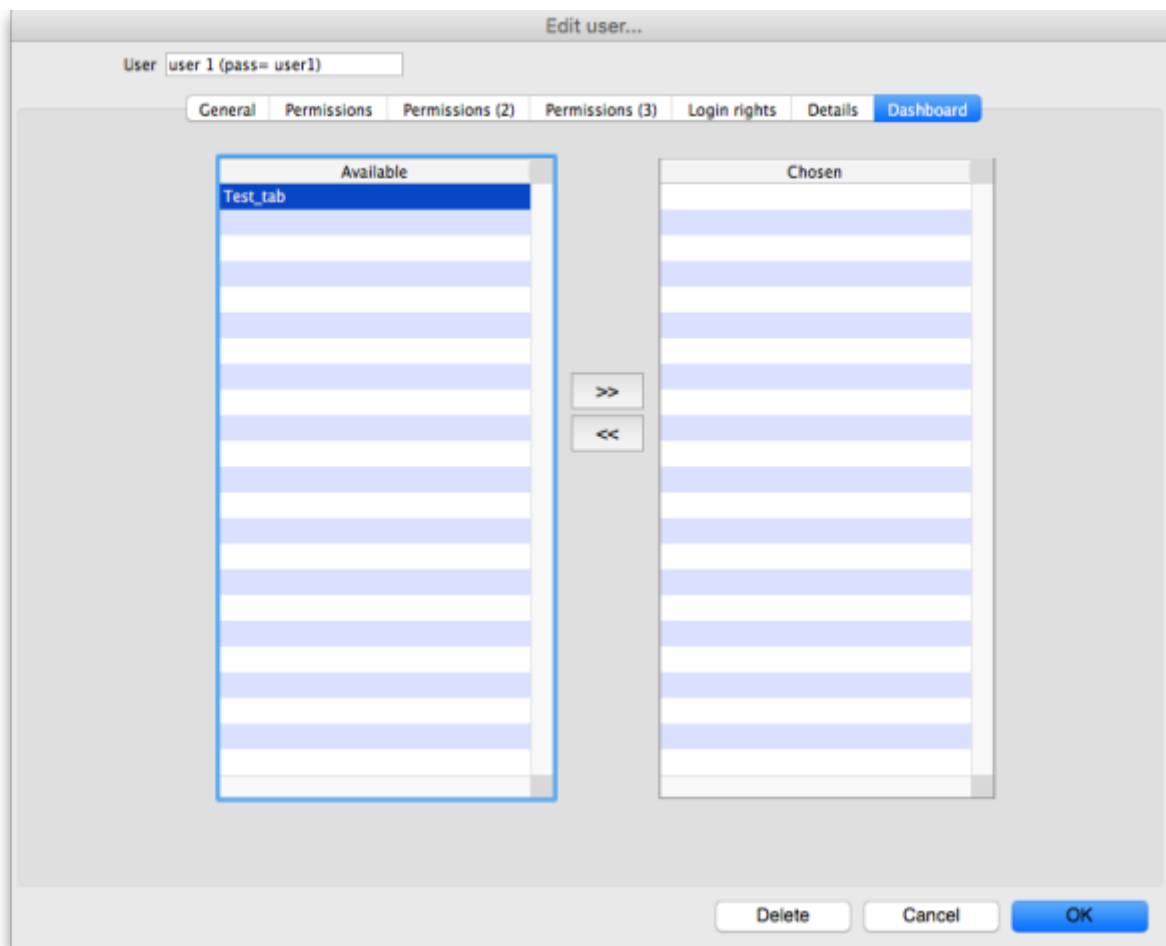 Edit user...
User user 1 (pass= user1)
General Permissions Permissions (2) Permissions (3) Login rights Details Dashboard
Available Chosen
Test_tab
>>
<<
Delete Cancel OK